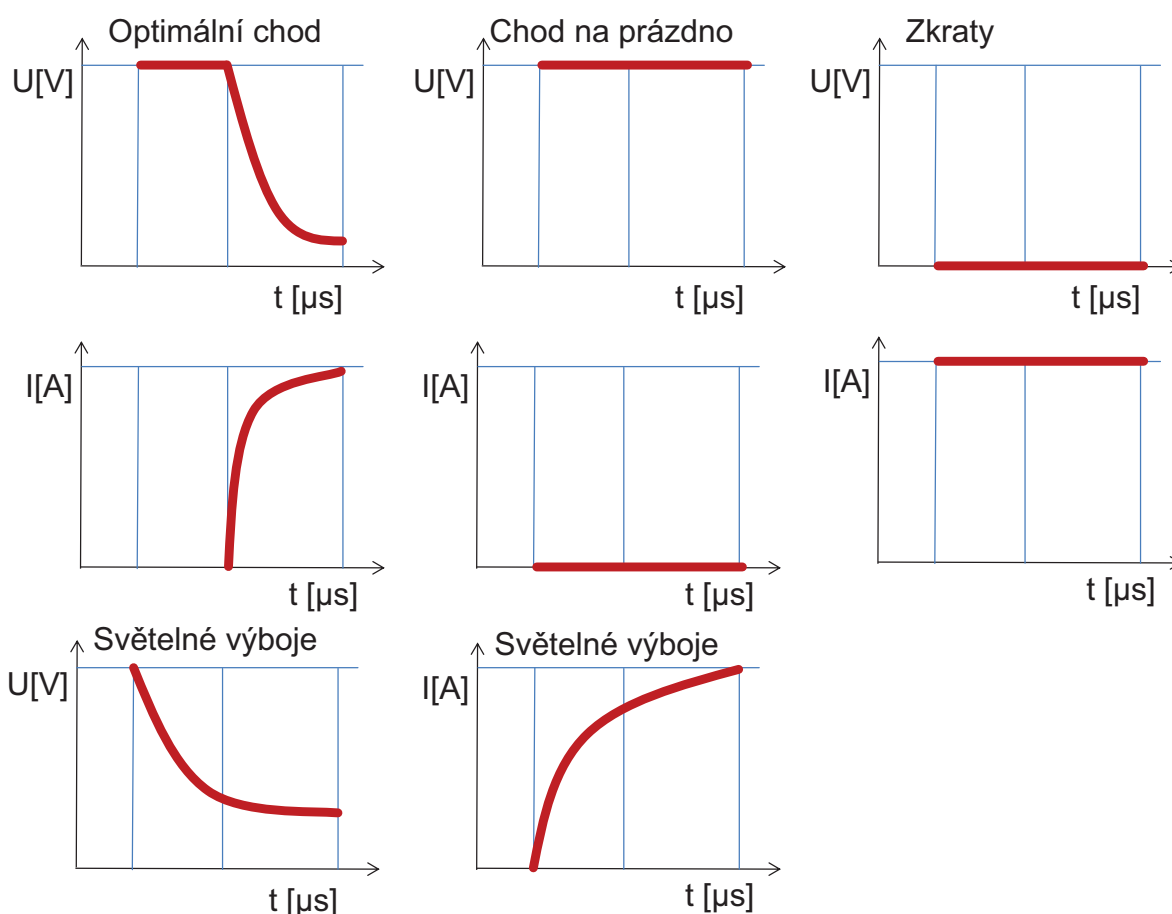 Optimální chod
U[V]
t [μs]
Chod na prázdno
U[V]
t [μs]
Zkraty
U[V]
t [μs]
I[A]
t [μs]
I[A]
t [μs]
I[A]
t [μs]
Světelné výboje
U[V]
t [μs]
Světelné výboje
I[A]
t [μs]